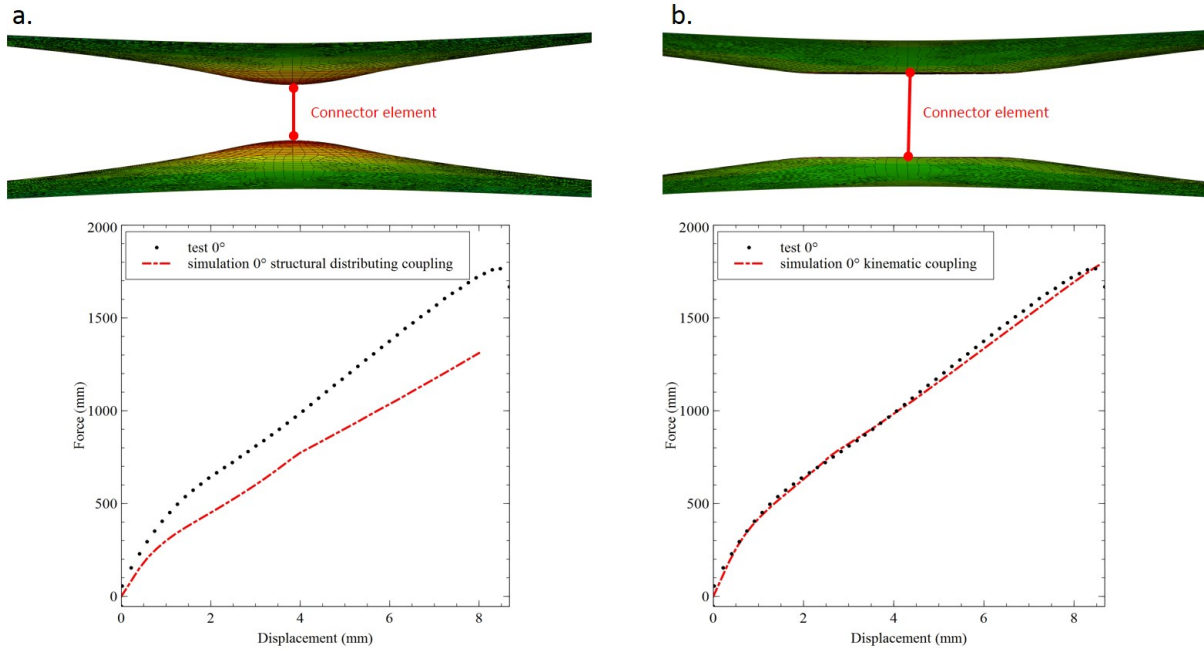 a.
Connector element
2000
1500
1000
500
0
Force (mm)
test 0°
simulation 0° structural distributing coupling
0 2 4 6 8
Displacement (mm)
b.
Connector element
2000
1500
1000
500
0
Force (mm)
test 0°
simulation 0° kinematic coupling
0 2 4 6 8
Displacement (mm)